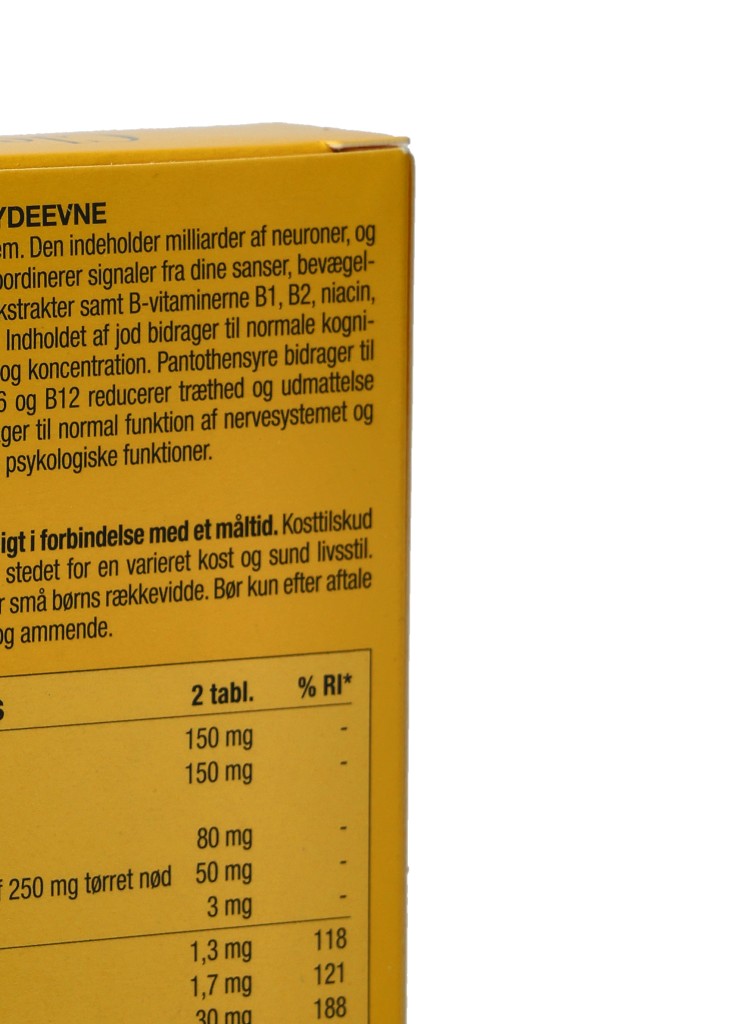 YDEEVNE
em. Den indeholder milliarder af neuroner, og
oordinerer signaler fra dine sanser, bevægel-
kstrakter samt B-vitaminerne B1, B2, niacin,
Indholdet af jod bidrager til normale kogni-
og koncentration. Pantothensyre bidrager til
6 og B12 reducerer træthed og udmattelse
ger til normal funktion af nervesystemet og
psykologiske funktioner.
igt i forbindelse med et måltid. Kosttilskud
stedet for en varieret kost og sund livsstil.
r små børns rækkevidde. Bør kun efter aftale
og ammende.
s 2 tabl. % RI*
150 mg -
150 mg -
80 mg -
f 250 mg tørret nød 50 mg -
3 mg -
1,3 mg 118
1,7 mg 121
30 mg 188